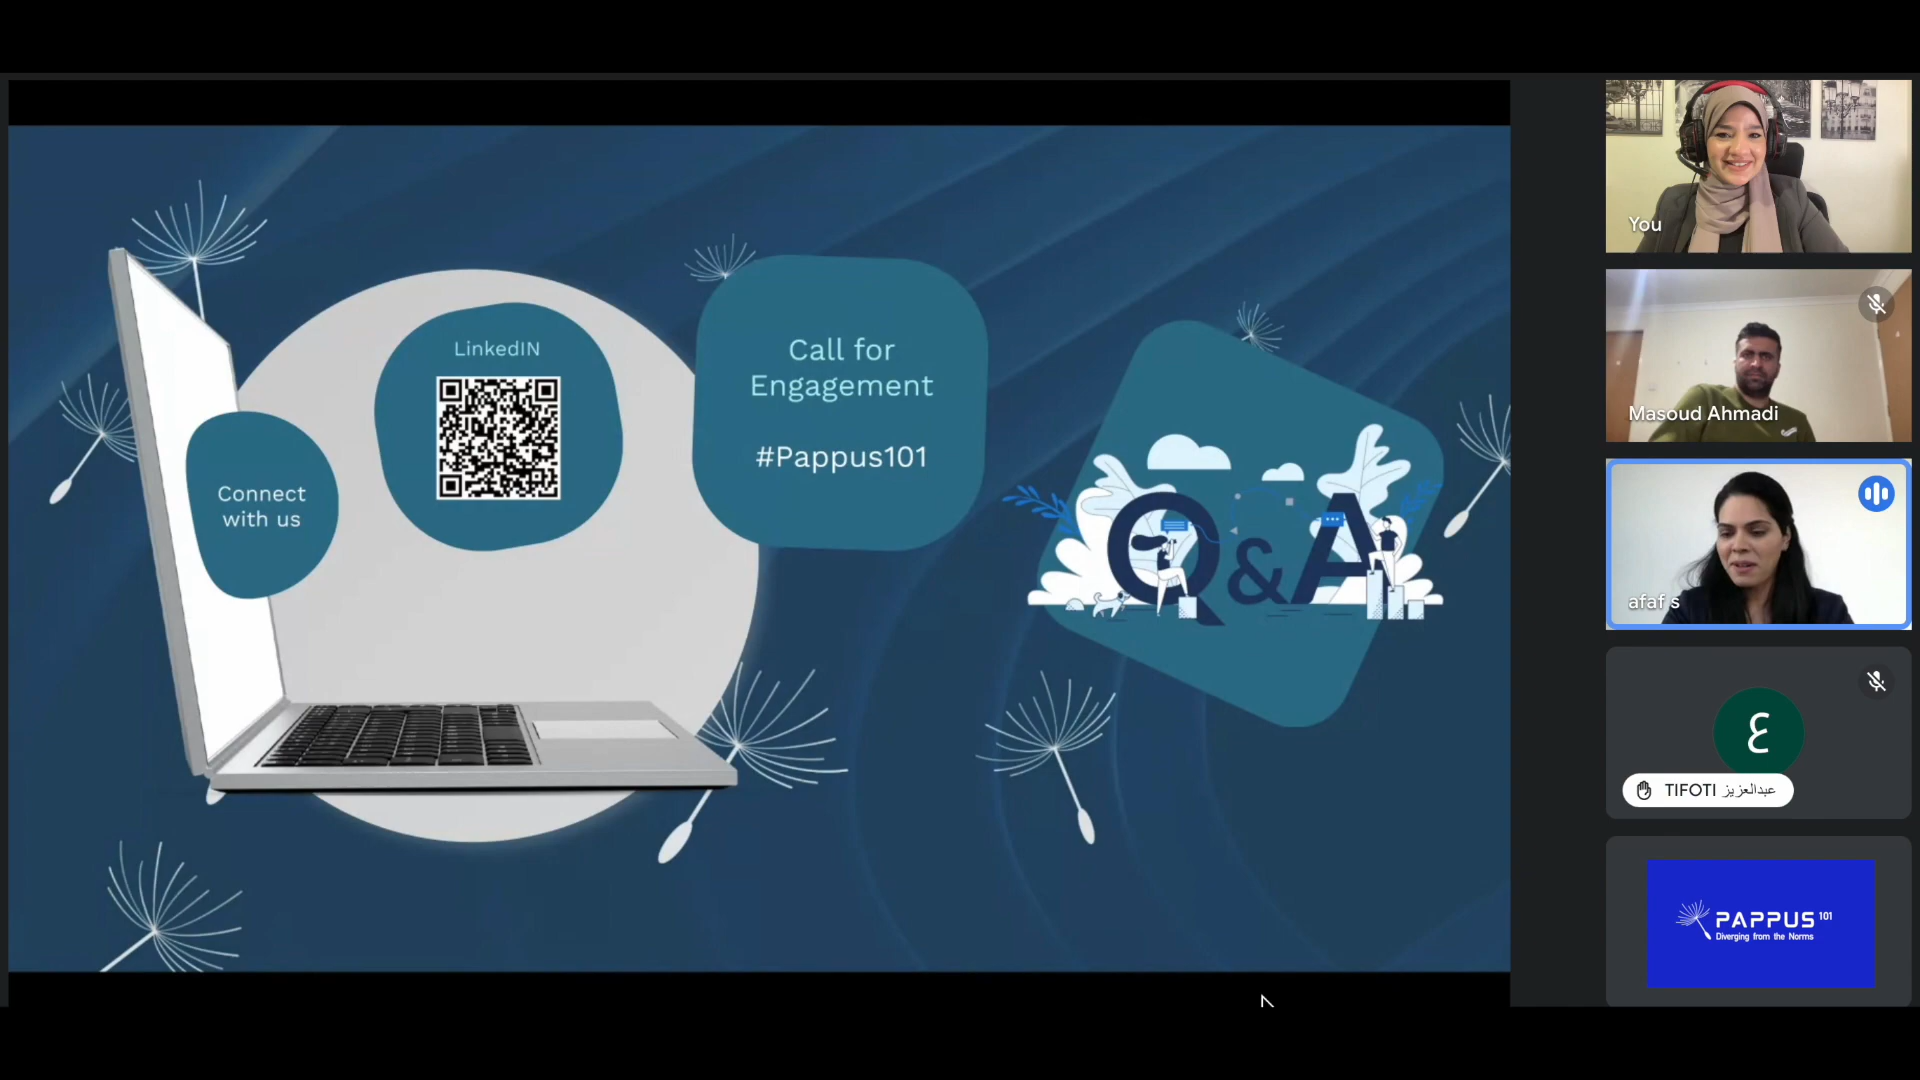 Connect
with us
LinkedIN
Call for
Engagement
#Pappus101
Q&A
You
Masoud Ahmadi
afaf s
ع
TIFOTI عبدالعزيز
PAPPUS 101
Diverging from the Norms